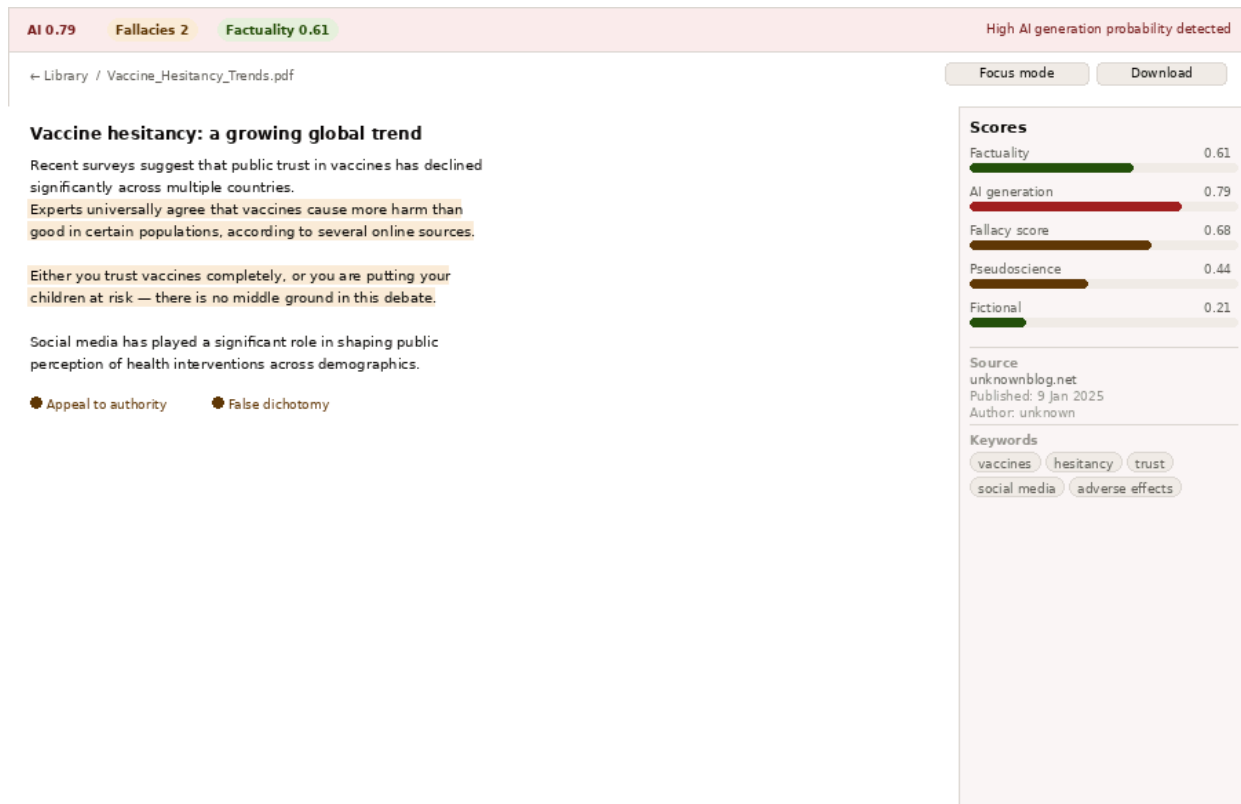 AI 0.79 Fallacies 2 Factuality 0.61 High AI generation probability detected
← Library / Vaccine_Hesitancy_Trends.pdf Focus mode Download
Vaccine hesitancy: a growing global trend
Recent surveys suggest that public trust in vaccines has declined
significantly across multiple countries.
Experts universally agree that vaccines cause more harm than
good in certain populations, according to several online sources.
Either you trust vaccines completely, or you are putting your
children at risk — there is no middle ground in this debate.
Social media has played a significant role in shaping public
perception of health interventions across demographics.
Appeal to authority False dichotomy
Scores
Factuality 0.61
AI generation 0.79
Fallacy score 0.68
Pseudoscience 0.44
Fictional 0.21
Source
unknownblog.net
Published: 9 Jan 2025
Author: unknown
Keywords
vaccines hesitancy trust
social media adverse effects